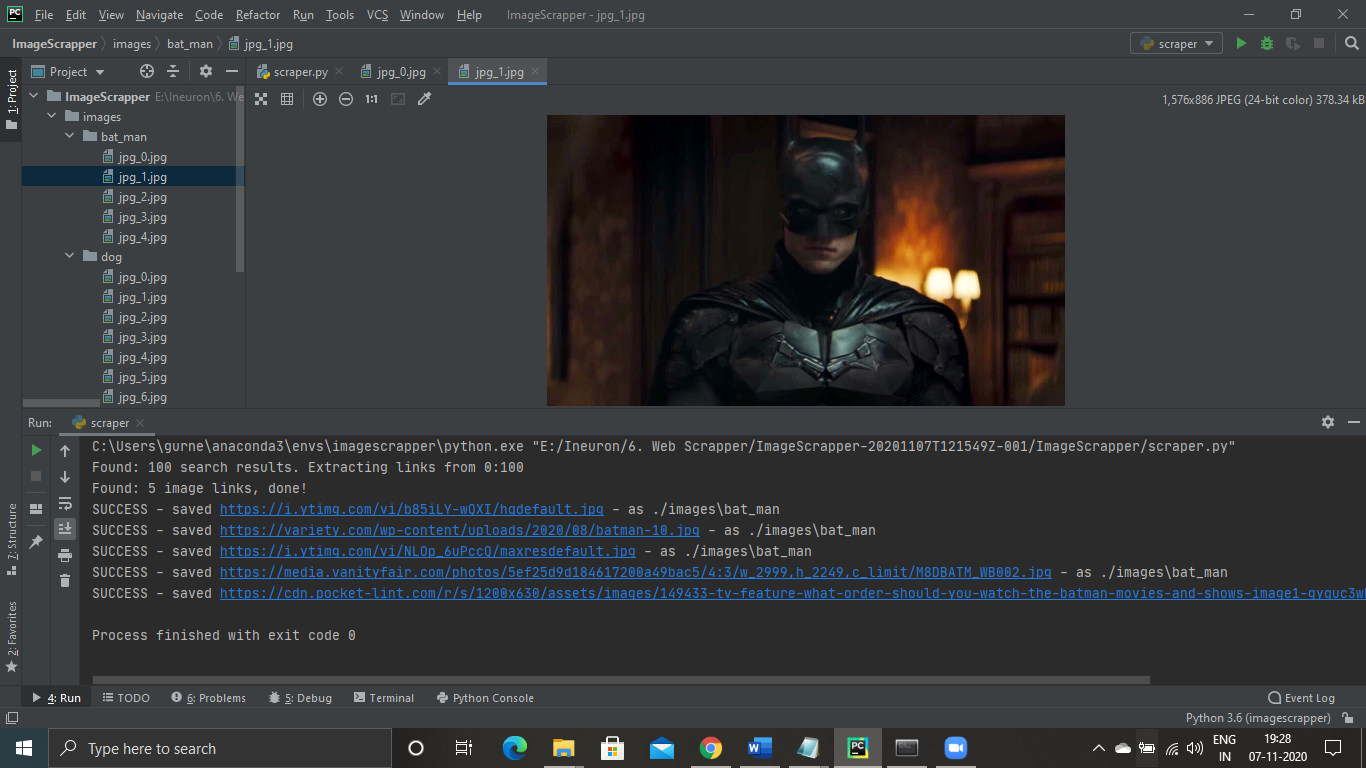 PC File Edit View Navigate Code Refactor Run Tools VCS Window Help ImageScrapper - jpg_1.jpg
ImageScrapper images bat_man jpg_1.jpg scraper
1: Project
Project scraper.py jpg_0.jpg jpg_1.jpg
1:1 1,576x886 JPEG (24-bit color) 378.34 kB
ImageScrapper E:\Ineuron\6. We
images
bat_man
jpg_0.jpg
jpg_1.jpg
jpg_2.jpg
jpg_3.jpg
jpg_4.jpg
dog
jpg_0.jpg
jpg_1.jpg
jpg_2.jpg
jpg_3.jpg
jpg_4.jpg
jpg_5.jpg
jpg_6.jpg
Run: scraper
C:\Users\gurne\anaconda3\envs\imagescrapper\python.exe "E:/Ineuron/6. Web Scrapper/ImageScrapper-20201107T121549Z-001/ImageScrapper/scraper.py"
Found: 100 search results. Extracting links from 0:100
Found: 5 image links, done!
SUCCESS - saved https://i.ytimg.com/vi/b85iLY-wQXI/hqdefault.jpg - as ./images\bat_man
SUCCESS - saved https://variety.com/wp-content/uploads/2020/08/batman-10.jpg - as ./images\bat_man
SUCCESS - saved https://i.ytimg.com/vi/NLOp_6uPccQ/maxresdefault.jpg - as ./images\bat_man
SUCCESS - saved https://media.vanityfair.com/photos/5ef25d9d184617200a49bac5/4:3/w_2999,h_2249,c_limit/M8DBATM_WB002.jpg - as ./images\bat_man
SUCCESS - saved https://cdn.pocket-lint.com/r/s/1200x630/assets/images/149433-tv-feature-what-order-should-you-watch-the-batman-movies-and-shows-image1-
Process finished with exit code 0
7: Structure
2: Favorites
4: Run TODO 6: Problems 5: Debug Terminal Python Console Event Log
Python 3.6 (imagescrapper)
Type here to search
ENG
IN
19:28
07-11-2020